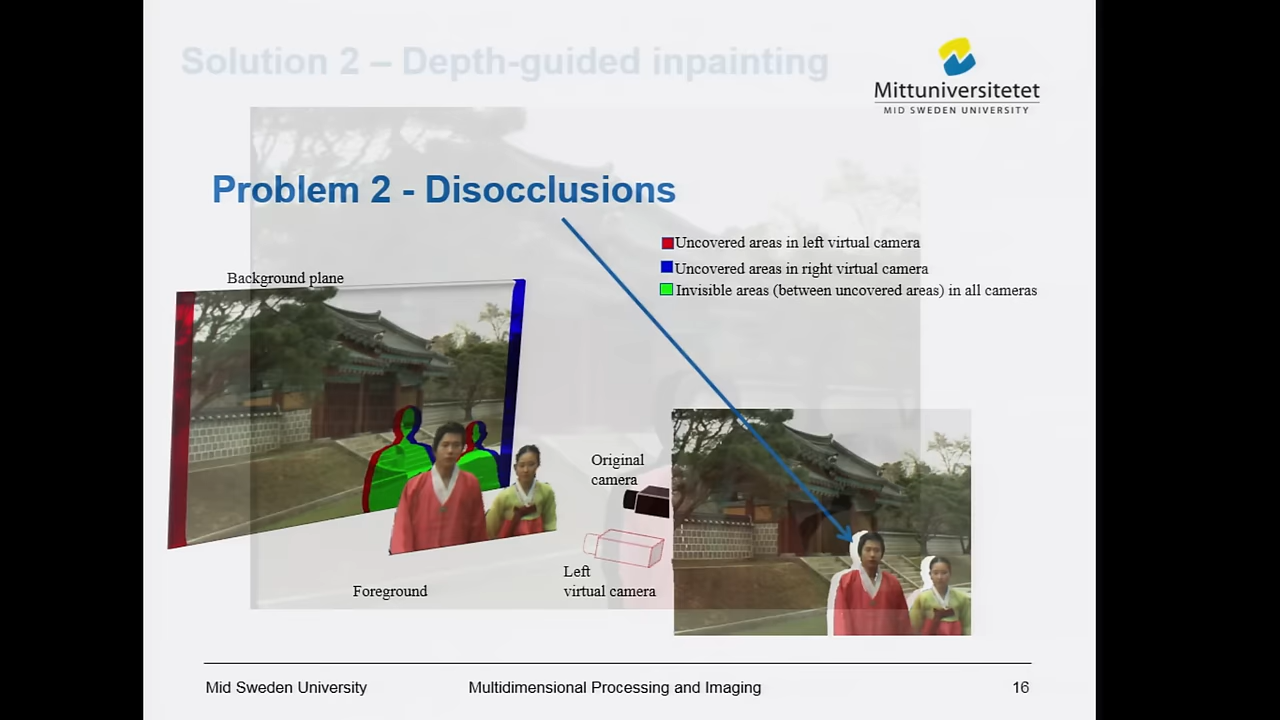 Solution 2 – Depth-guided inpainting
Mittuniversitetet
MID SWEDEN UNIVERSITY
Problem 2 - Disocclusions
Uncovered areas in left virtual camera
Uncovered areas in right virtual camera
Invisible areas (between uncovered areas) in all cameras
Background plane
Original
camera
Left
virtual camera
Foreground
Mid Sweden University
Multidimensional Processing and Imaging
16